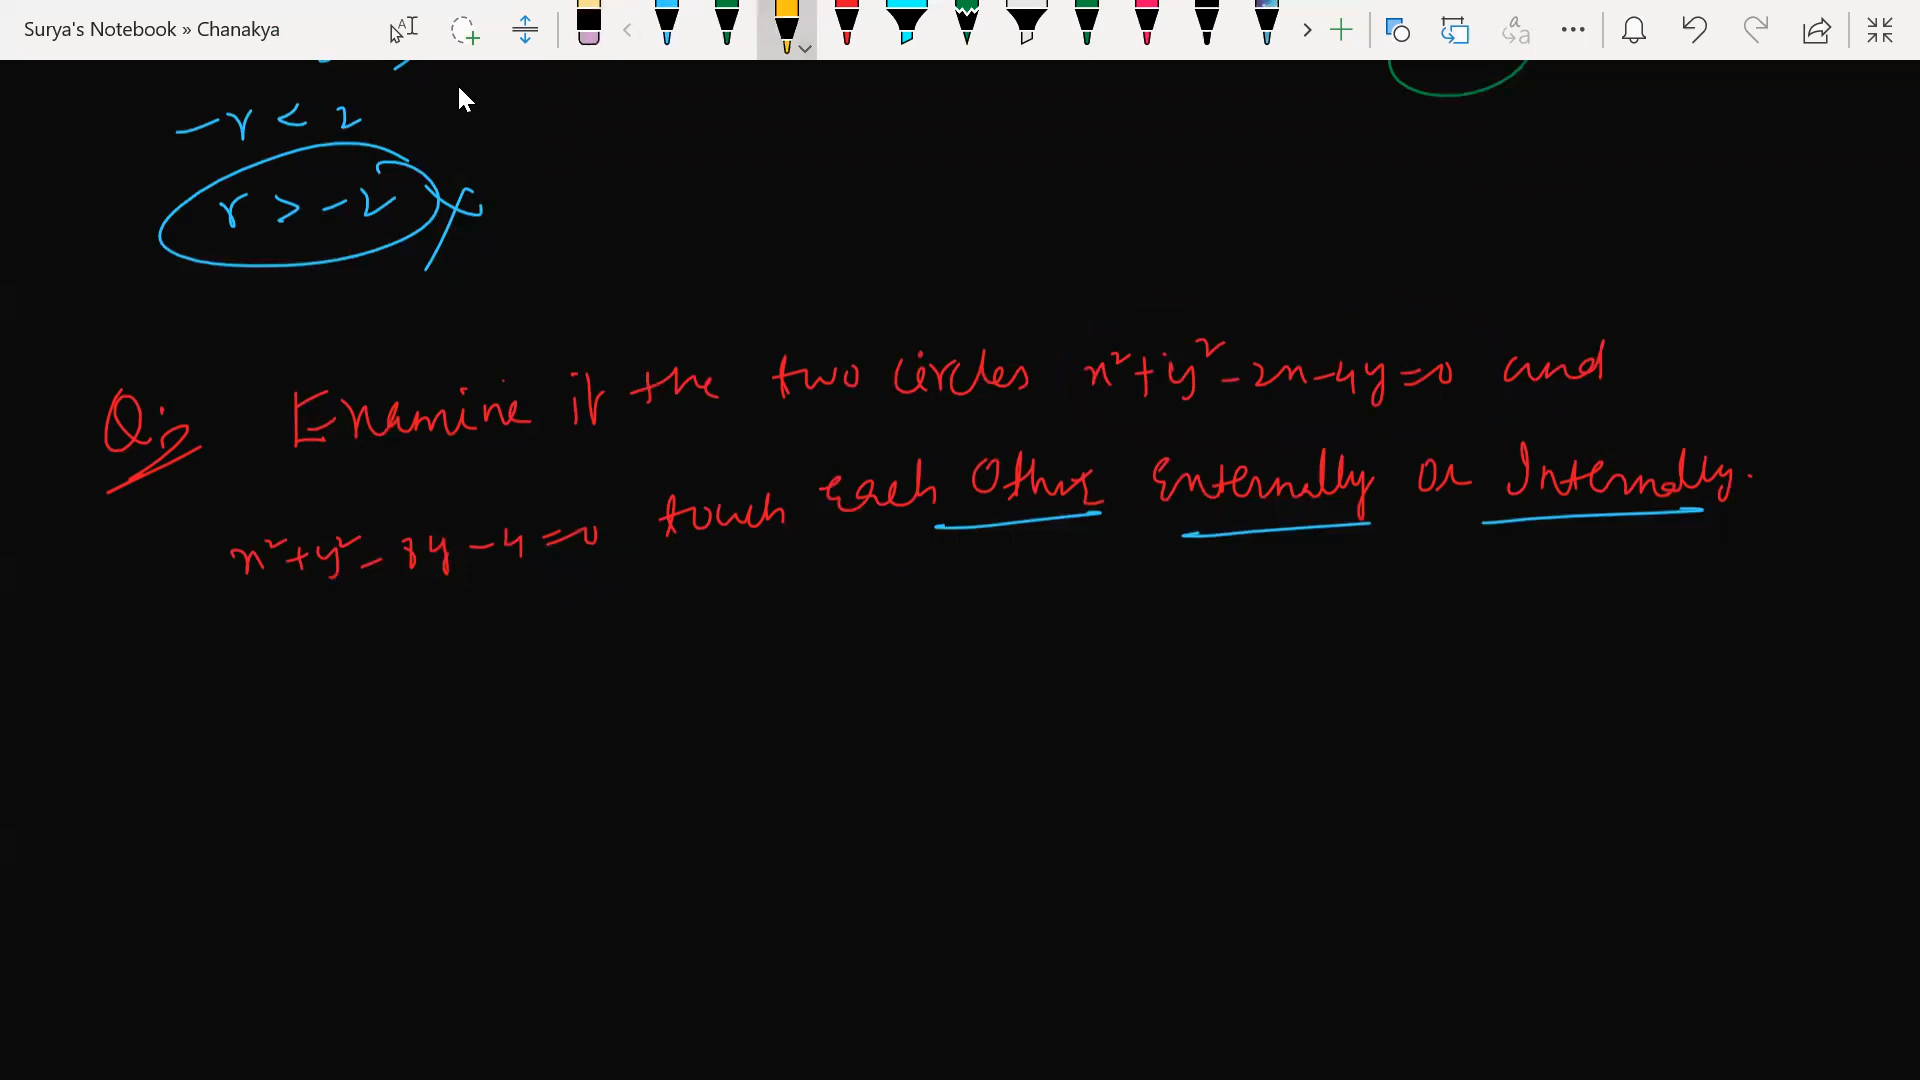 Surya's Notebook » Chanakya
-r < 2
r > -2
Q:2 Examine if the two circles x²+y²-2x-4y=0 and
x²+y²-8y-4=0 touch each Other Externally or Internally.